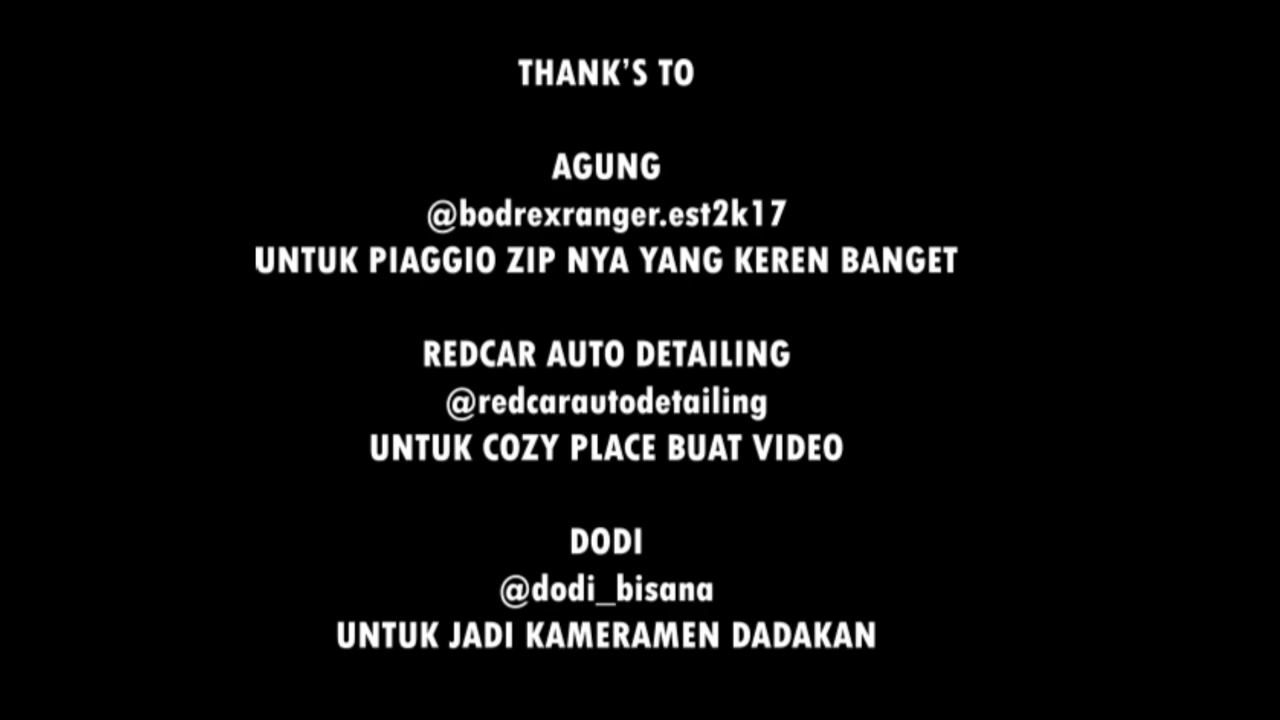 THANK'S TO
AGUNG
@bodrexranger.est2k17
UNTUK PIAGGIO ZIP NYA YANG KEREN BANGET
REDCAR AUTO DETAILING
@redcarautodetailing
UNTUK COZY PLACE BUAT VIDEO
DODI
@dodi_bisana
UNTUK JADI KAMERAMEN DADAKAN